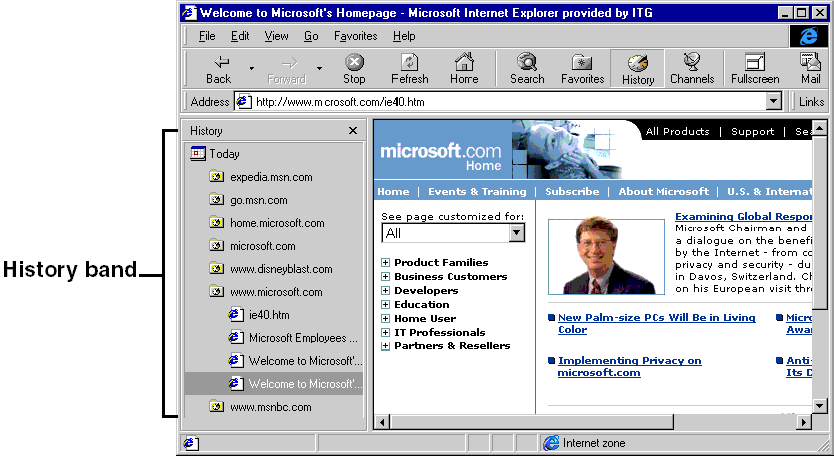 Welcome to Microsoft's Homepage - Microsoft Internet Explorer provided by ITG
File Edit View Go Favorites Help
Back Forward Stop Refresh Home Search Favorites History Channels Fullscreen Mail
Address http://www.microsoft.com/ie40.htm Links
History band
History
Today
expedia.msn.com
go.msn.com
home.microsoft.com
microsoft.com
www.disneyblast.com
www.microsoft.com
ie40.htm
Microsoft Employees ...
Welcome to Microsoft'...
Welcome to Microsoft'...
www.msnbc.com
All Products | Support | Sea
microsoft.com
Home
Home | Events & Training | Subscribe | About Microsoft | U.S. & Internat
See page customized for:
All
Product Families
Business Customers
Developers
Education
Home User
IT Professionals
Partners & Resellers
Examining Global Respor
Microsoft Chairman and
a dialogue on the benefi
by the Internet - from co
privacy and security - du
in Davos, Switzerland. Ch
on his European visit thr
New Palm-size PCs Will Be in Living
Color
Micro
Awar
Implementing Privacy on
microsoft.com
Anti-
Its D
Internet zone